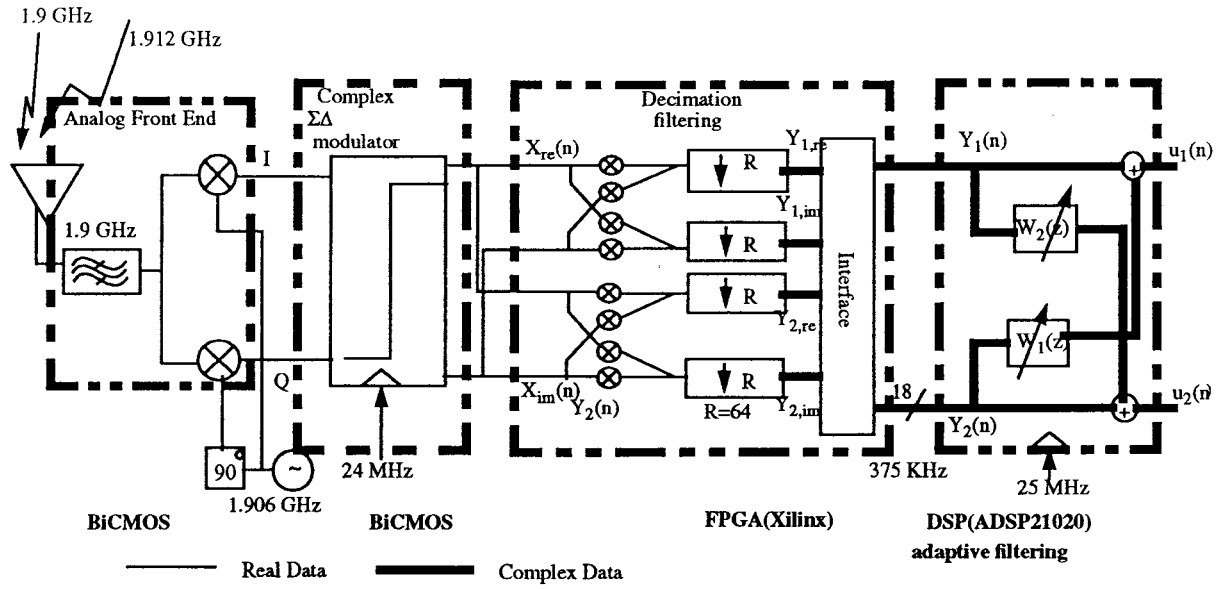 1.9 GHz
1.912 GHz
Analog Front End
1.9 GHz
I
Q
90
1.906 GHz
~
BiCMOS
Complex
ΣΔ
modulator
24 MHz
BiCMOS
Decimation
filtering
Xre(n)
Xim(n)
Y2(n)
R
R
R
R
R=64
Y1,re
Y1,im
Y2,re
Y2,im
Interface
FPGA(Xilinx)
18
375 KHz
Y1(n)
Y2(n)
W2(z)
W1(z)
+
+
u1(n)
u2(n)
25 MHz
DSP(ADSP21020)
adaptive filtering
Real Data
Complex Data